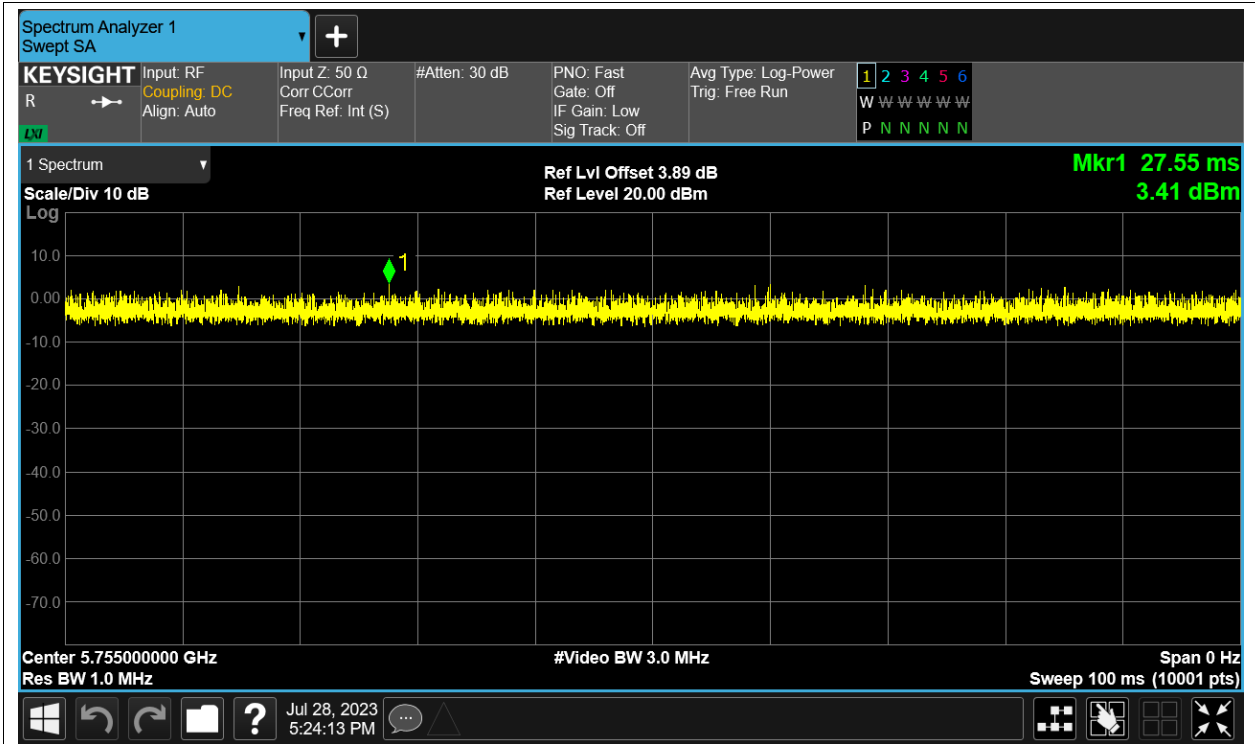 Spectrum Analyzer 1
Swept SA
KEYSIGHT
R
LXI
Input: RF
Coupling: DC
Align: Auto
Input Z: 50 Ω
Corr CCorr
Freq Ref: Int (S)
#Atten: 30 dB
PNO: Fast
Gate: Off
IF Gain: Low
Sig Track: Off
Avg Type: Log-Power
Trig: Free Run
1 2 3 4 5 6
W W W W W W
P N N N N N
1 Spectrum
Scale/Div 10 dB
Log
Ref Lvl Offset 3.89 dB
Ref Level 20.00 dBm
Mkr1 27.55 ms
3.41 dBm
1
10.0
0.00
-10.0
-20.0
-30.0
-40.0
-50.0
-60.0
-70.0
Center 5.755000000 GHz
Res BW 1.0 MHz
#Video BW 3.0 MHz
Span 0 Hz
Sweep 100 ms (10001 pts)
?
Jul 28, 2023
5:24:13 PM